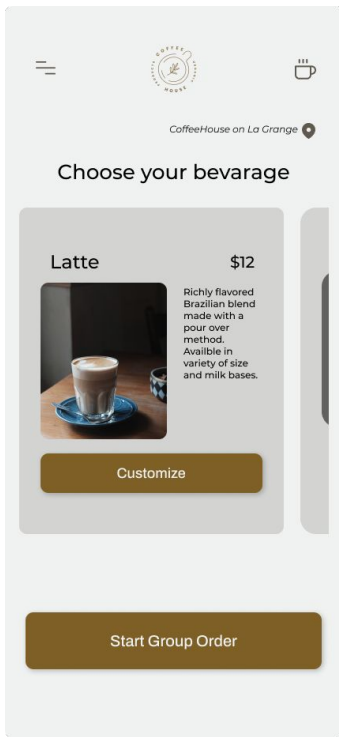 COFFEE
HOUSE
CoffeeHouse on La Grange
Choose your bevarage
Latte
$12
Richly flavored
Brazilian blend
made with a
pour over
method.
Availble in
variety of size
and milk bases.
Customize
Start Group Order